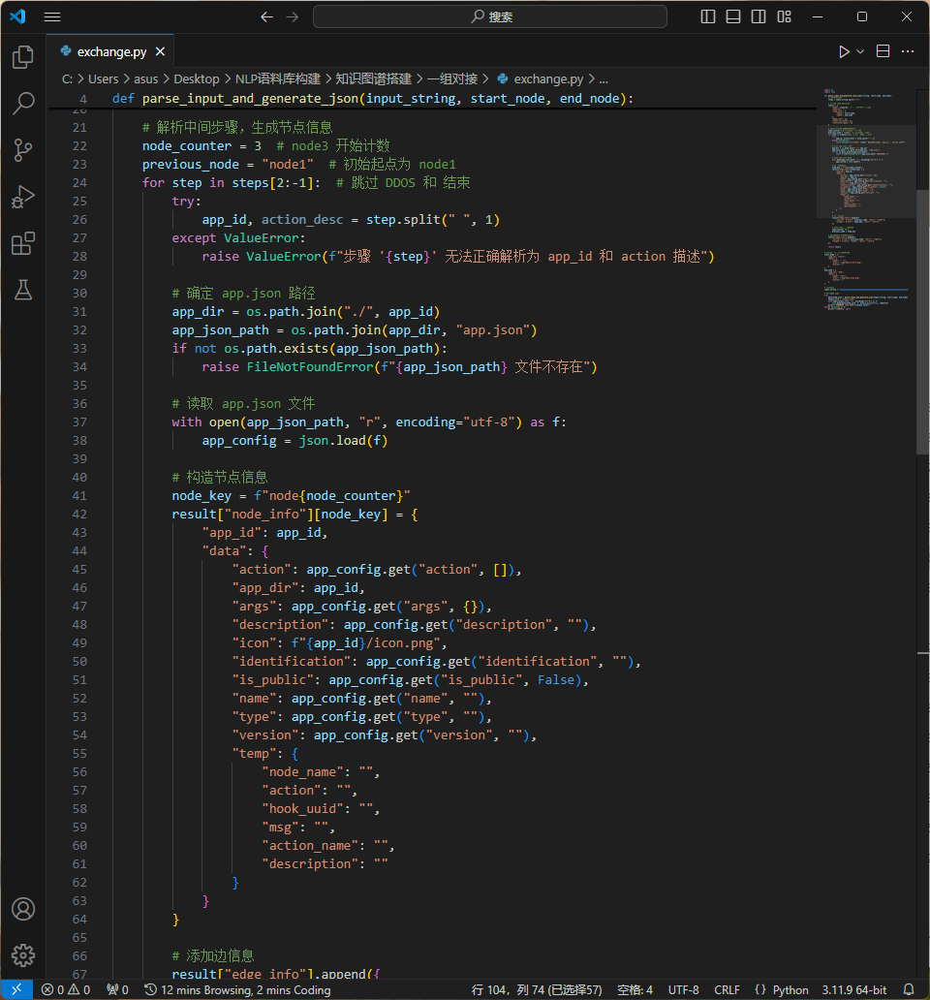 搜索
exchange.py
C: > Users > asus > Desktop > NLP语料库构建 > 知识图谱搭建 > 一组对接 > exchange.py > ...
4 def parse_input_and_generate_json(input_string, start_node, end_node):
20
21 # 解析中间步骤，生成节点信息
22 node_counter = 3  # node3 开始计数
23 previous_node = "node1"  # 初始起点为 node1
24 for step in steps[2:-1]:  # 跳过 DDOS 和 结束
25 try:
26 app_id, action_desc = step.split(" ", 1)
27 except ValueError:
28 raise ValueError(f"步骤 '{step}' 无法正确解析为 app_id 和 action 描述")
29
30 # 确定 app.json 路径
31 app_dir = os.path.join("./", app_id)
32 app_json_path = os.path.join(app_dir, "app.json")
33 if not os.path.exists(app_json_path):
34 raise FileNotFoundError(f"{app_json_path} 文件不存在")
35
36 # 读取 app.json 文件
37 with open(app_json_path, "r", encoding="utf-8") as f:
38 app_config = json.load(f)
39
40 # 构造节点信息
41 node_key = f"node{node_counter}"
42 result["node_info"][node_key] = {
43 "app_id": app_id,
44 "data": {
45 "action": app_config.get("action", []),
46 "app_dir": app_id,
47 "args": app_config.get("args", {}),
48 "description": app_config.get("description", ""),
49 "icon": f"{app_id}/icon.png",
50 "identification": app_config.get("identification", ""),
51 "is_public": app_config.get("is_public", False),
52 "name": app_config.get("name", ""),
53 "type": app_config.get("type", ""),
54 "version": app_config.get("version", ""),
55 "temp": {
56 "node_name": "",
57 "action": "",
58 "hook_uuid": "",
59 "msg": "",
60 "action_name": "",
61 "description": ""
62 }
63 }
64 }
65
66 # 添加边信息
67 result["edge_info"].append({
0 0 0 12 mins Browsing, 2 mins Coding 行 104，列 74 (已选择57) 空格: 4 UTF-8 CRLF {} Python 3.11.9 64-bit